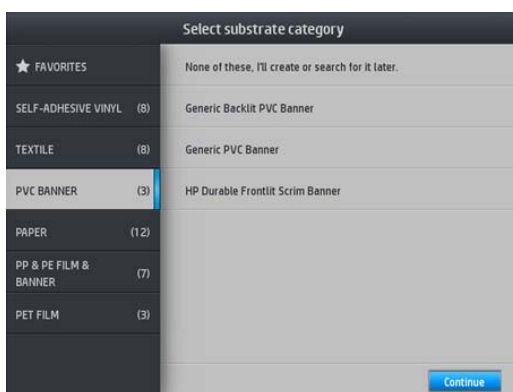 Select substrate category
FAVORITES
None of these, I'll create or search for it later.
SELF-ADHESIVE VINYL (8)
Generic Backlit PVC Banner
TEXTILE (8)
Generic PVC Banner
PVC BANNER (3)
HP Durable Frontlit Scrim Banner
PAPER (12)
PP & PE FILM &
BANNER (7)
PET FILM (3)
Continue